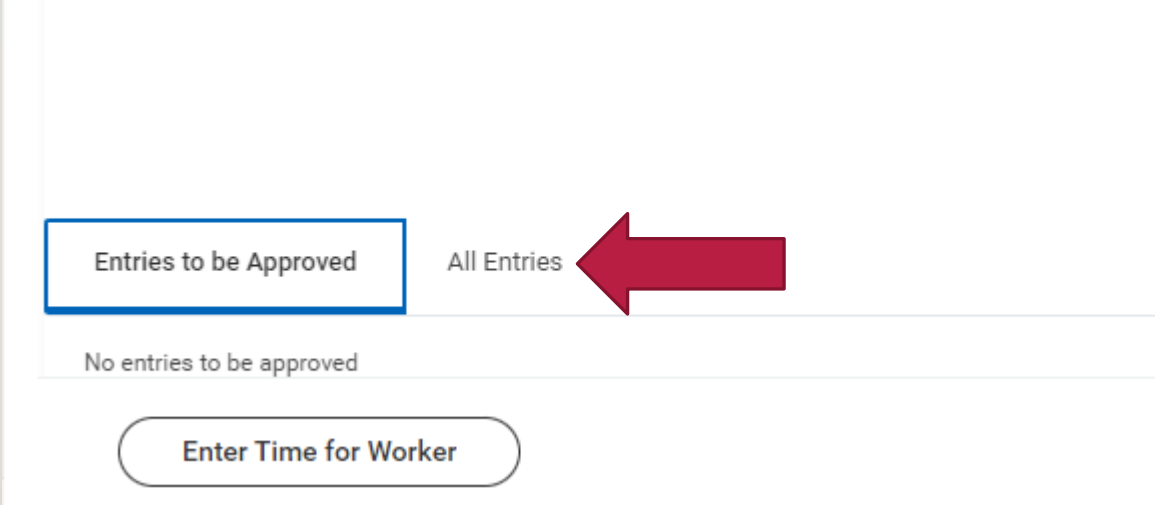 Entries to be Approved All Entries
No entries to be approved
Enter Time for Worker